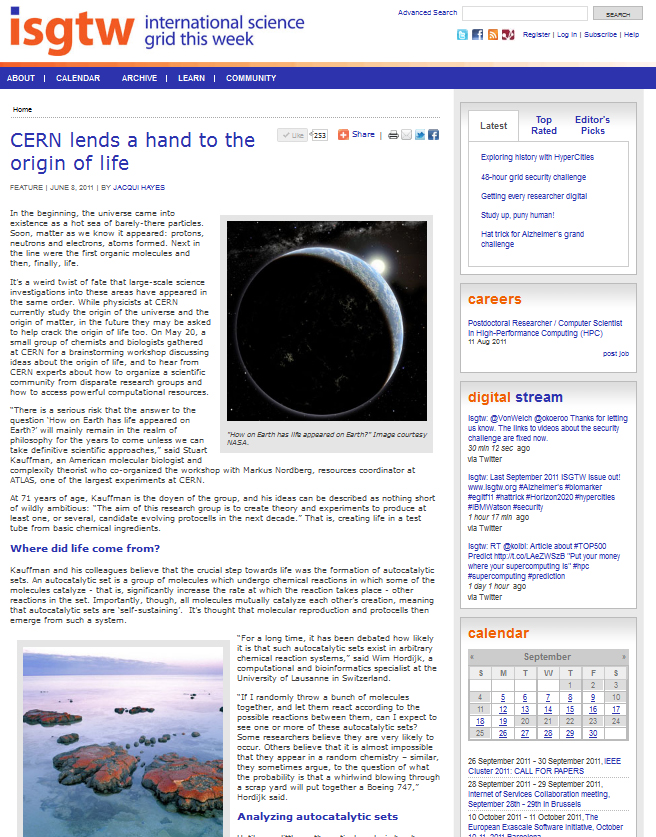 isgtw international science
grid this week
Advanced Search
SEARCH
Register | Log in | Subscribe | Help
ABOUT | CALENDAR ARCHIVE | LEARN | COMMUNITY
Home
CERN lends a hand to the
origin of life
Like 253 Share |
FEATURE | JUNE 8, 2011 | BY JACQUI HAYES
In the beginning, the universe came into
existence as a hot sea of barely-there particles.
Soon, matter as we know it appeared: protons,
neutrons and electrons, atoms formed. Next in
the line were the first organic molecules and
then, finally, life.
It's a weird twist of fate that large-scale science
investigations into these areas have appeared in
the same order. While physicists at CERN
currently study the origin of the universe and the
origin of matter, in the future they may be asked
to help crack the origin of life too. On May 20, a
small group of chemists and biologists gathered
at CERN for a brainstorming workshop discussing
ideas about the origin of life, and to hear from
CERN experts about how to organize a scientific
community from disparate research groups and
how to access powerful computational resources.
"How on Earth has life appeared on Earth?" Image courtesy
NASA.
“There is a serious risk that the answer to the
question ‘How on Earth has life appeared on
Earth?’ will mainly remain in the realm of
philosophy for the years to come unless we can
take definitive scientific approaches,” said Stuart
Kauffman, an American molecular biologist and
complexity theorist who co-organized the workshop with Markus Nordberg, resources coordinator at
ATLAS, one of the largest experiments at CERN.
At 71 years of age, Kauffman is the doyen of the group, and his ideas can be described as nothing short
of wildly ambitious: “The aim of this research group is to create theory and experiments to produce at
least one, or several, candidate evolving protocells in the next decade.” That is, creating life in a test
tube from basic chemical ingredients.
Where did life come from?
Kauffman and his colleagues believe that the crucial step towards life was the formation of autocatalytic
sets. An autocatalytic set is a group of molecules which undergo chemical reactions in which some of the
molecules catalyze - that is, significantly increase the rate at which the reaction takes place - other
reactions in the set. Importantly, though, all molecules mutually catalyze each other's creation, meaning
that autocatalytic sets are ‘self-sustaining’. It's thought that molecular reproduction and protocells then
emerge from such a system.
“For a long time, it has been debated how likely
it is that such autocatalytic sets exist in arbitrary
chemical reaction systems,” said Wim Hordijk, a
computational and bioinformatics specialist at the
University of Lausanne in Switzerland.
“If I randomly throw a bunch of molecules
together, and let them react according to the
possible reactions between them, can I expect to
see one or more of these autocatalytic sets?
Some researchers believe they are very likely to
occur. Others believe that it is almost impossible
that they appear in a random chemistry – similar,
they sometimes argue, to the question of what
the probability is that a whirlwind blowing through
a scrap yard will put together a Boeing 747,”
Hordijk said.
Analyzing autocatalytic sets
Latest Top Rated Editor's Picks
Exploring history with HyperCities
48-hour grid security challenge
Getting every researcher digital
Study up, puny human!
Hat trick for Alzheimer's grand
challenge
careers
Postdoctoral Researcher / Computer Scientist
in High-Performance Computing (HPC)
11 Aug 2011
post job
digital stream
isgtw: @VonWelch @okoeroo Thanks for letting
us know. The links to videos about the security
challenge are fixed now.
30 min 12 sec ago
via Twitter
isgtw: Last September 2011 ISGTW issue out!
www.isgtw.org #Alzheimer's #biomarker
#egitf11 #hattrick #Horizon2020 #hypercities
#IBMWatson #security
1 hour 17 min ago
via Twitter
isgtw: RT @kolbi: Article about #TOP500
Predict http://t.co/LAeZWSzB "Put your money
where your supercomputing is" #hpc
#supercomputing #prediction
1 day 1 hour ago
via Twitter
calendar
« September »
S M T W T F S
1 2 3
4 5 6 7 8 9 10
11 12 13 14 15 16 17
18 19 20 21 22 23 24
25 26 27 28 29 30
26 September 2011 - 30 September 2011, IEEE
Cluster 2011: CALL FOR PAPERS
28 September 2011 - 29 September 2011,
Internet of Services Collaboration meeting,
September 28th - 29th in Brussels
10 October 2011 - 11 October 2011, The
European Exascale Software Initiative, October
10-11, 2011 Barcelona